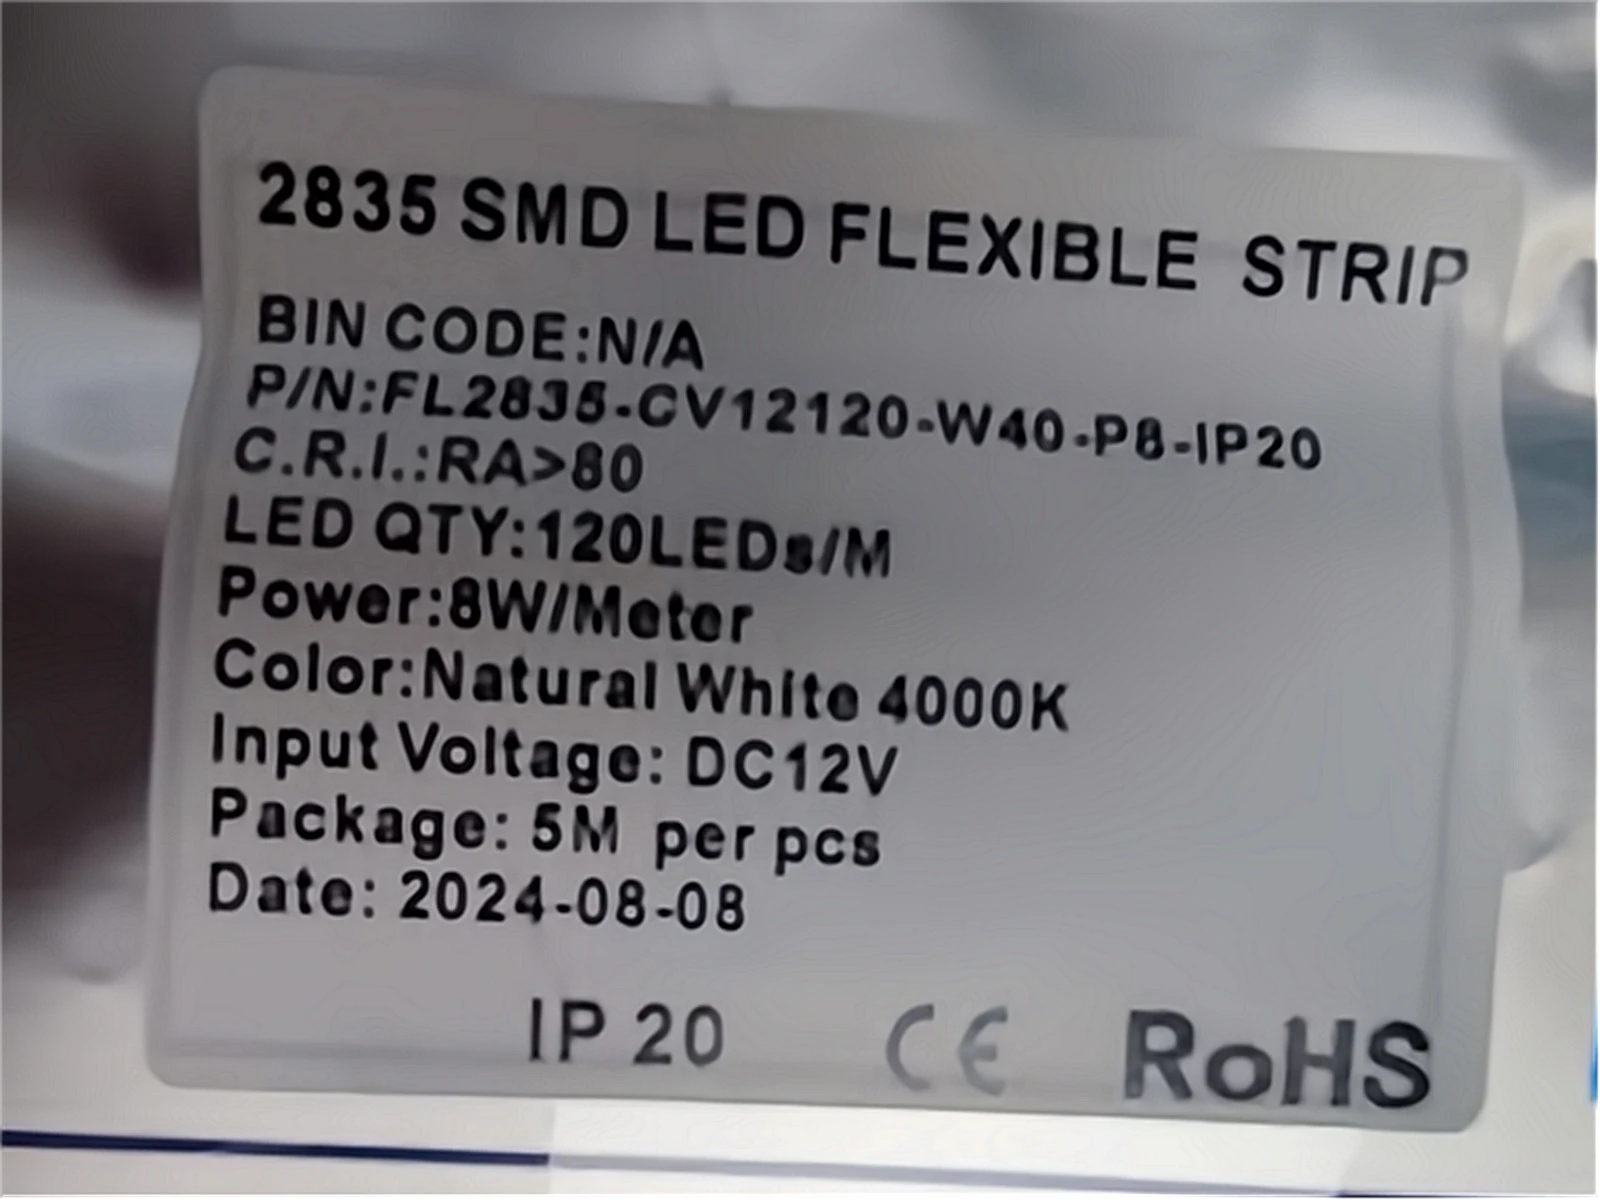 2835 SMD LED FLEXIBLE STRIP
BIN CODE:N/A
P/N:FL2835-CV12120-W40-P8-IP20
C.R.I.:RA>80
LED QTY:120LEDs/M
Power:8W/Meter
Color:Natural White 4000K
Input Voltage: DC12V
Package: 5M per pcs
Date: 2024-08-08
IP 20 CE RoHS